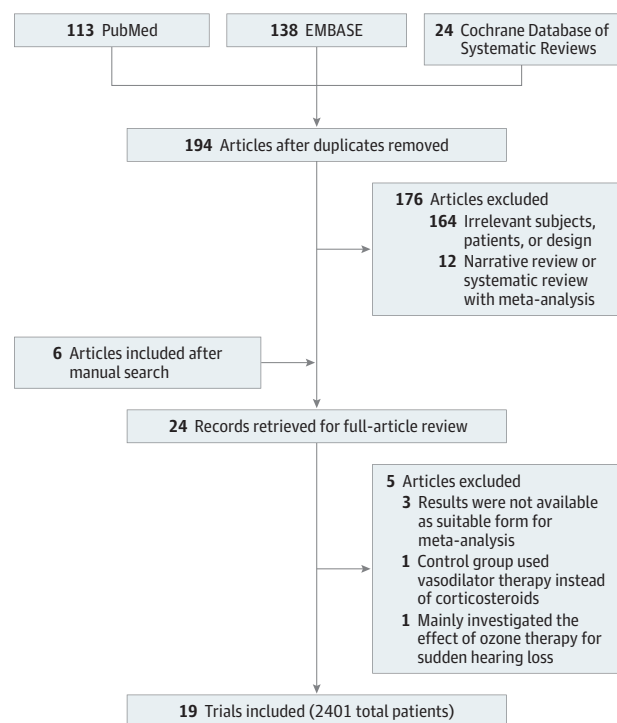 113 PubMed
138 EMBASE
24 Cochrane Database of
Systematic Reviews
194 Articles after duplicates removed
176 Articles excluded
164 Irrelevant subjects,
patients, or design
12 Narrative review or
systematic review
with meta-analysis
6 Articles included after
manual search
24 Records retrieved for full-article review
5 Articles excluded
3 Results were not available
as suitable form for
meta-analysis
1 Control group used
vasodilator therapy instead
of corticosteroids
1 Mainly investigated the
effect of ozone therapy for
sudden hearing loss
19 Trials included (2401 total patients)